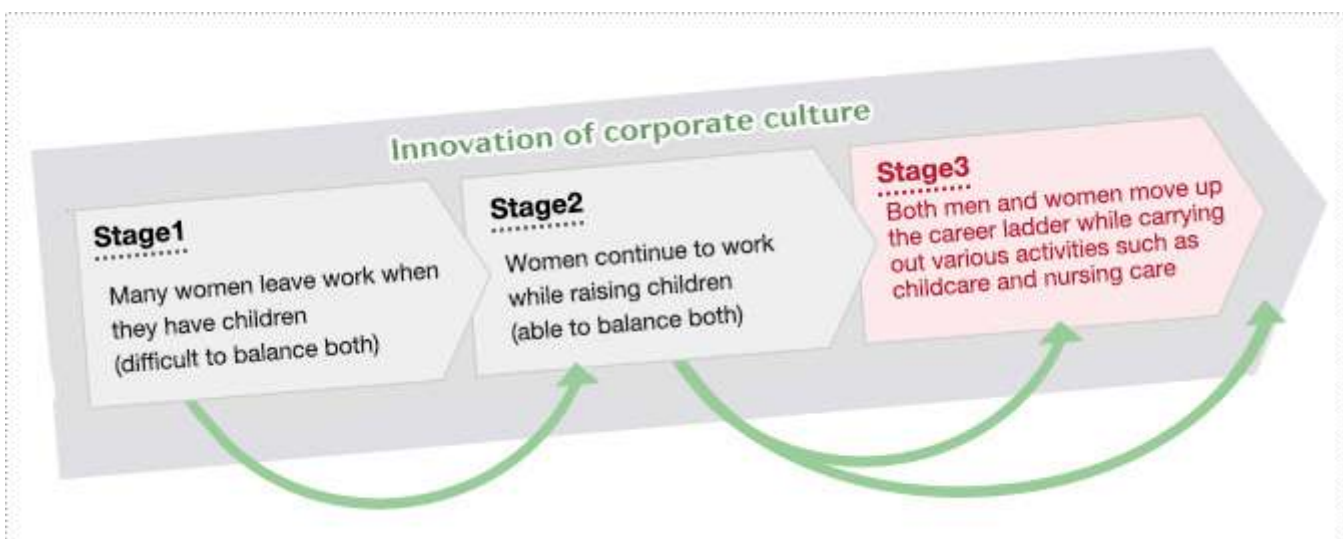 Innovation of corporate culture
Stage1
Many women leave work when
they have children
(difficult to balance both)
Stage2
Women continue to work
while raising children
(able to balance both)
Stage3
Both men and women move up
the career ladder while carrying
out various activities such as
childcare and nursing care